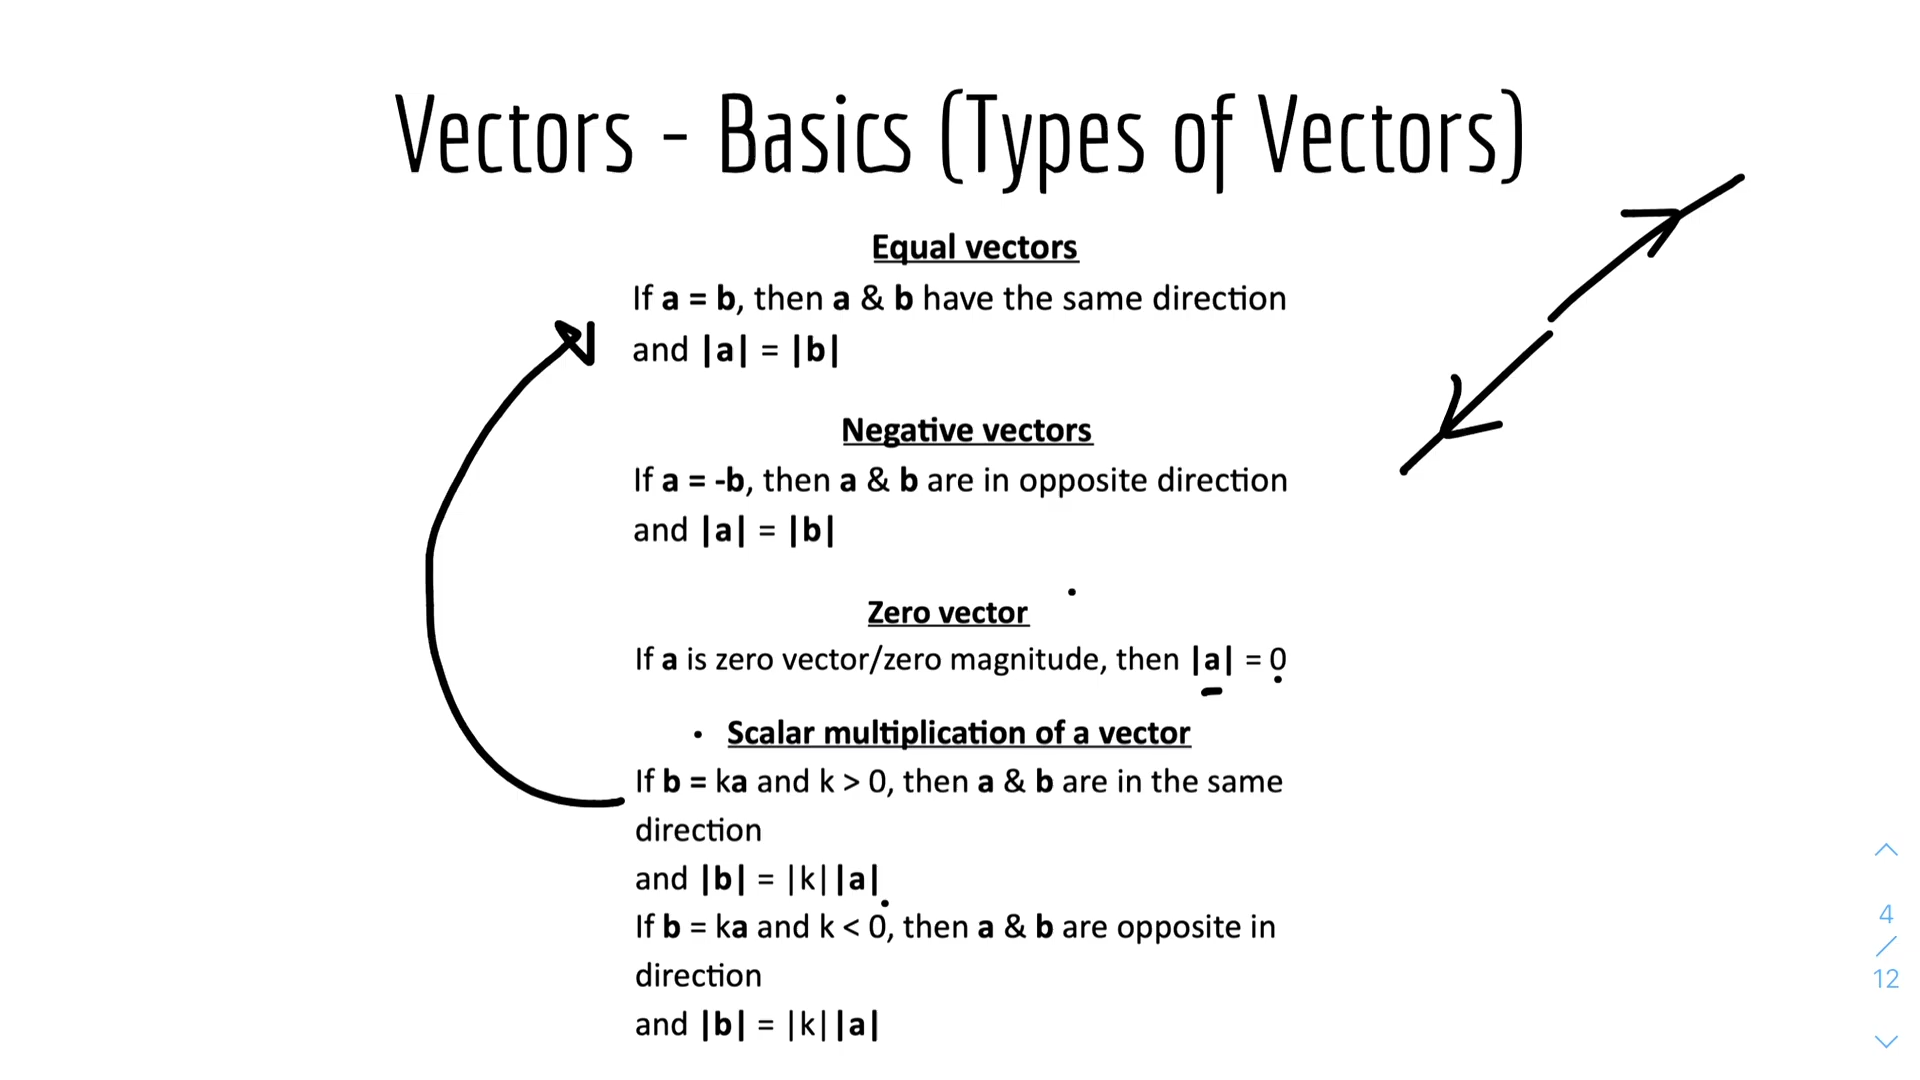 Vectors - Basics (Types of Vectors)
Equal vectors
If a = b, then a & b have the same direction
and |a| = |b|
Negative vectors
If a = -b, then a & b are in opposite direction
and |a| = |b|
Zero vector
If a is zero vector/zero magnitude, then |a| = 0
• Scalar multiplication of a vector
If b = ka and k > 0, then a & b are in the same
direction
and |b| = |k||a|
If b = ka and k < 0, then a & b are opposite in
direction
and |b| = |k||a|
4
/
12